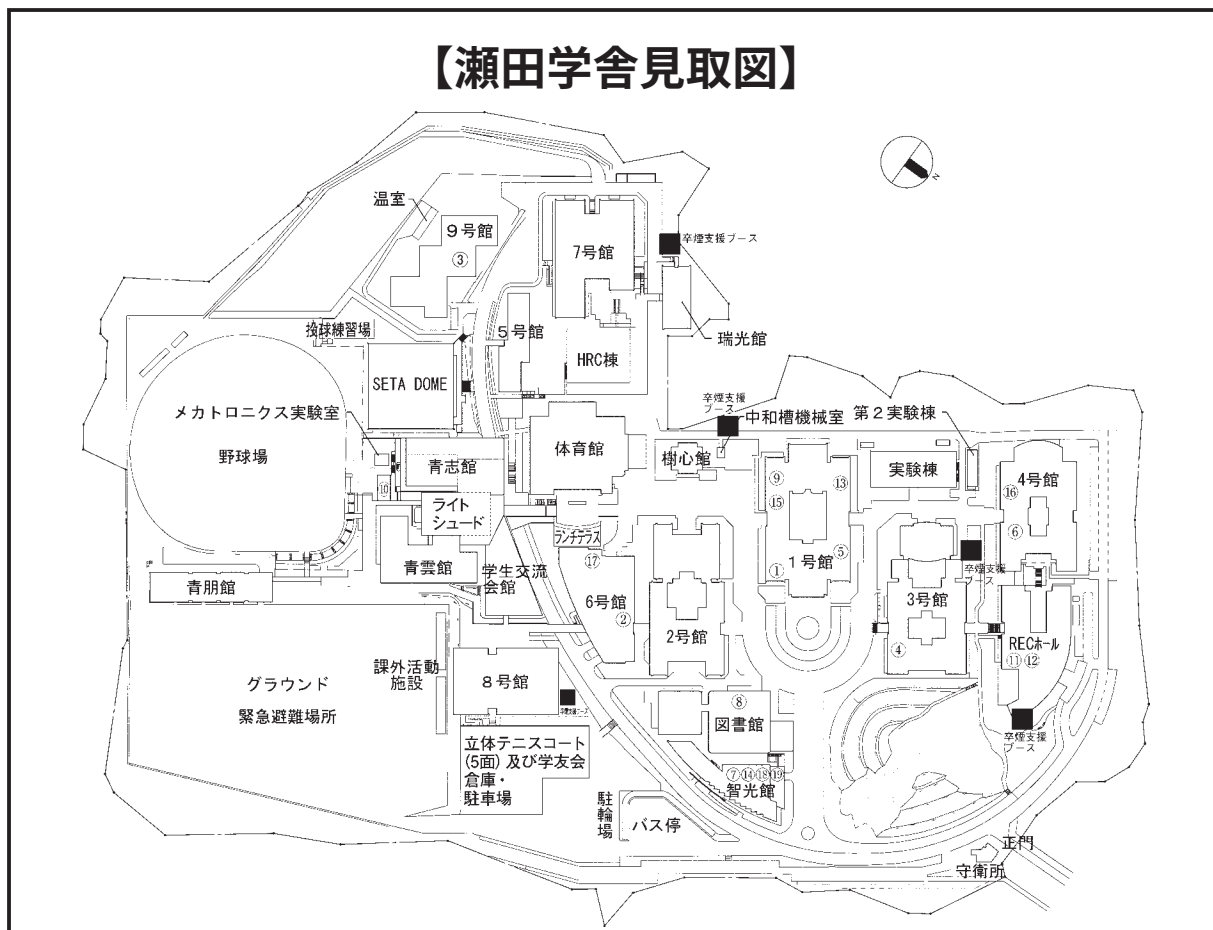 【瀬田学舎見取図】
N
温室
9号館
③
7号館
卒煙支援ブース
瑞光館
投球練習場
5号館
HRC棟
SETA DOME
メカトロニクス実験室
野球場
青志館
⑩
体育館
卒煙支援
ブース
中和槽機械室
第2実験棟
樹心館
⑨
⑬
⑮
実験棟
4号館
⑯
⑥
ライト
シュード
ランチテラス
⑰
青雲館
学生交流
会館
青朋館
6号館
②
2号館
①
1号館
⑤
3号館
④
卒煙支援
ブース
RECホール
⑪⑫
課外活動
施設
グラウンド
緊急避難場所
8号館
卒煙支援ブース
⑧
図書館
卒煙支援
ブース
立体テニスコート
(5面)及び学友会
倉庫・
駐車場
⑦⑭⑱⑲
智光館
駐輪場
バス停
正門
守衛所